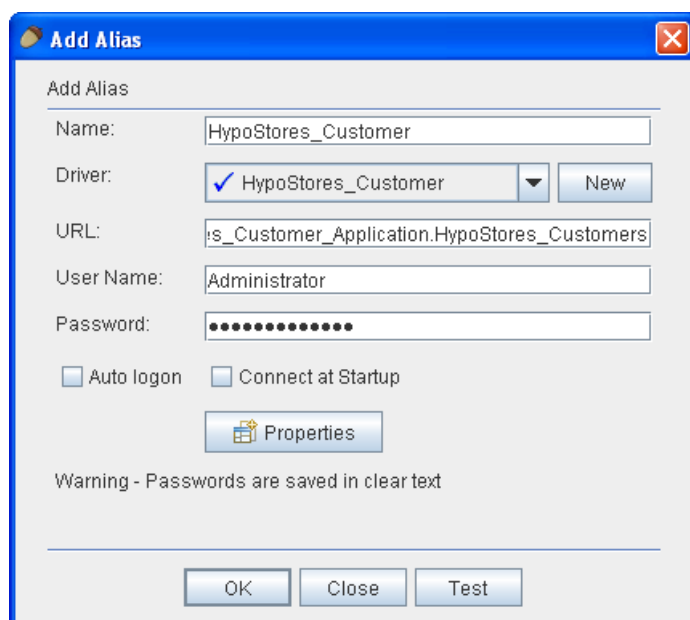 Add Alias
Add Alias
Name: HypoStores_Customer
Driver: HypoStores_Customer New
URL: s_Customer_Application.HypoStores_Customers
User Name: Administrator
Password: •••••••••••••
Auto logon Connect at Startup
Properties
Warning - Passwords are saved in clear text
OK Close Test